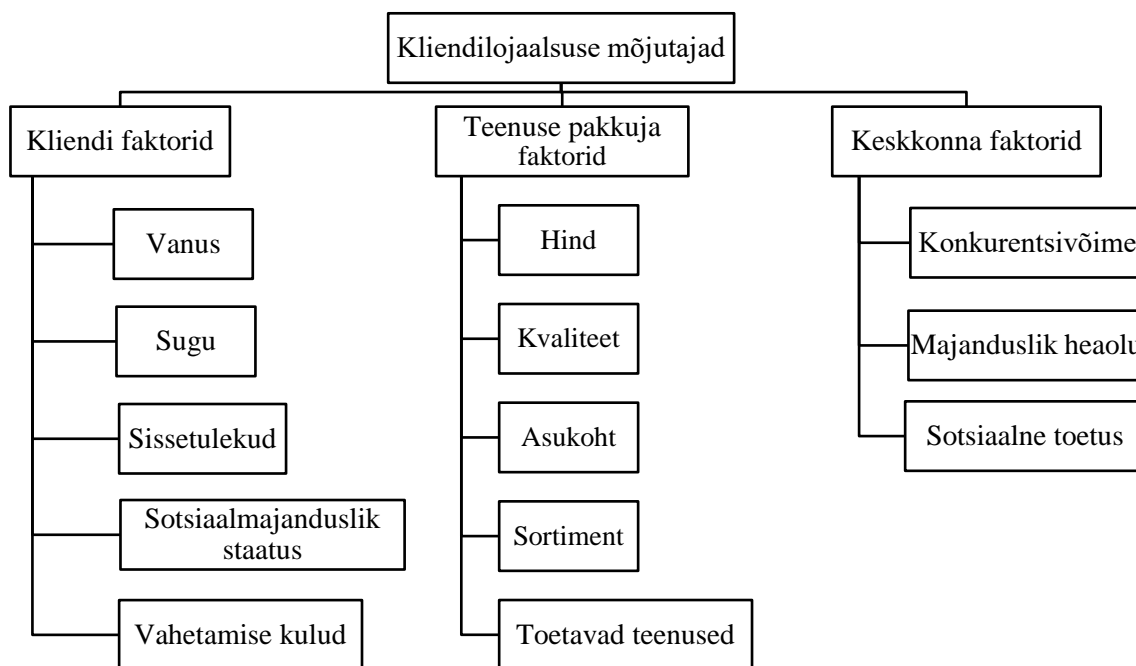 Kliendilojaalsuse mõjutajad
Kliendi faktorid
Vanus
Sugu
Sissetulekud
Sotsiaalmajanduslik
staatus
Vahetamise kulud
Teenuse pakkuja
faktorid
Hind
Kvaliteet
Asukoht
Sortiment
Toetavad teenused
Keskkonna faktorid
Konkurentsivõime
Majanduslik heaolu
Sotsiaalne toetus